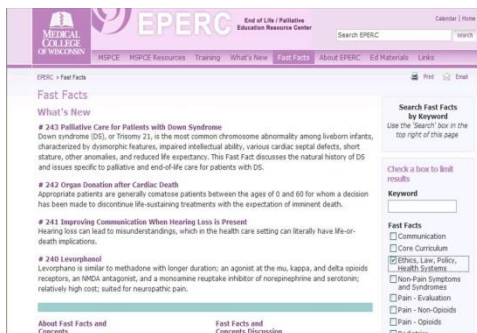 MEDICAL
COLLEGE
OF WISCONSIN
EPERC
End of Life / Palliative
Education Resource Center
Calendar | Home
Search EPERC
search
MSPCE MSPCE Resources Training What's New Fast Facts About EPERC Ed Materials Links
EPERC > Fast Facts
Print Email
Fast Facts
What's New
# 243 Palliative Care for Patients with Down Syndrome
Down syndrome (DS), or Trisomy 21, is the most common chromosome abnormality among liveborn infants,
characterized by dysmorphic features, impaired intellectual ability, various cardiac septal defects, short
stature, other anomalies, and reduced life expectancy. This Fast Fact discusses the natural history of DS
and issues specific to palliative and end-of-life care for patients with DS.
# 242 Organ Donation after Cardiac Death
Appropriate patients are generally comatose patients between the ages of 0 and 60 for whom a decision
has been made to discontinue life-sustaining treatments with the expectation of imminent death.
# 241 Improving Communication When Hearing Loss is Present
Hearing loss can lead to misunderstandings, which in the health care setting can literally have life-or-
death implications.
# 240 Levorphanol
Levorphanol is similar to methadone with longer duration; an agonist at the mu, kappa, and delta opioids
receptors, an NMDA antagonist, and a monoamine reuptake inhibitor of norepinephrine and serotonin;
relatively high cost; suited for neuropathic pain.
About Fast Facts and
Concepts
Fast Facts and
Concepts Discussion
Search Fast Facts
by Keyword
Use the 'Search' box in the
top right of this page
Check a box to limit
results
Keyword
Fast Facts
Communication
Core Curriculum
Ethics, Law, Policy,
Health Systems
Non-Pain Symptoms
and Syndromes
Pain - Evaluation
Pain - Non-Opioids
Pain - Opioids
Pediatrics